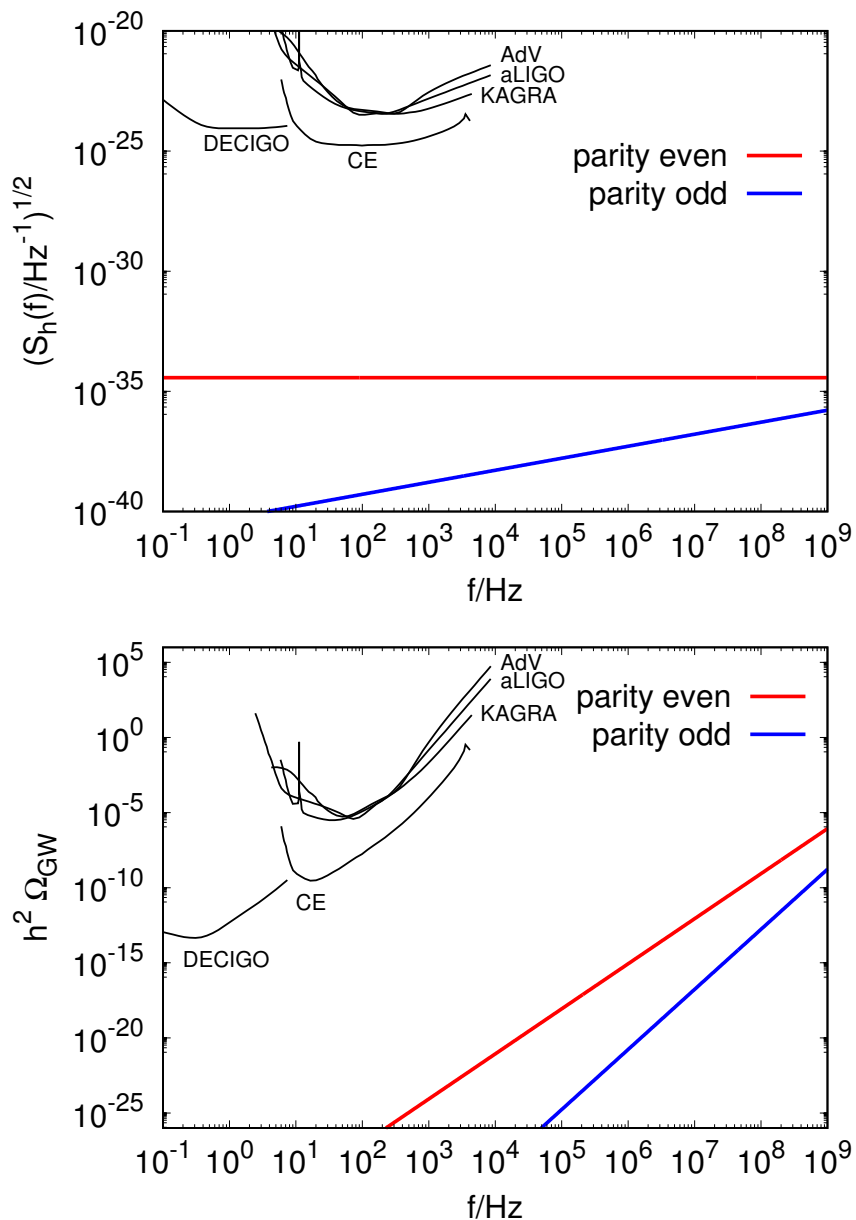 10^-20
10^-25
10^-30
10^-35
10^-40
(S_h(f)/Hz^-1)^1/2
AdV
aLIGO
KAGRA
DECIGO
CE
parity even
parity odd
10^-1 10^0 10^1 10^2 10^3 10^4 10^5 10^6 10^7 10^8 10^9
f/Hz
10^5
10^0
10^-5
10^-10
10^-15
10^-20
10^-25
h^2 Ω_GW
AdV
aLIGO
KAGRA
parity even
parity odd
CE
DECIGO
10^-1 10^0 10^1 10^2 10^3 10^4 10^5 10^6 10^7 10^8 10^9
f/Hz